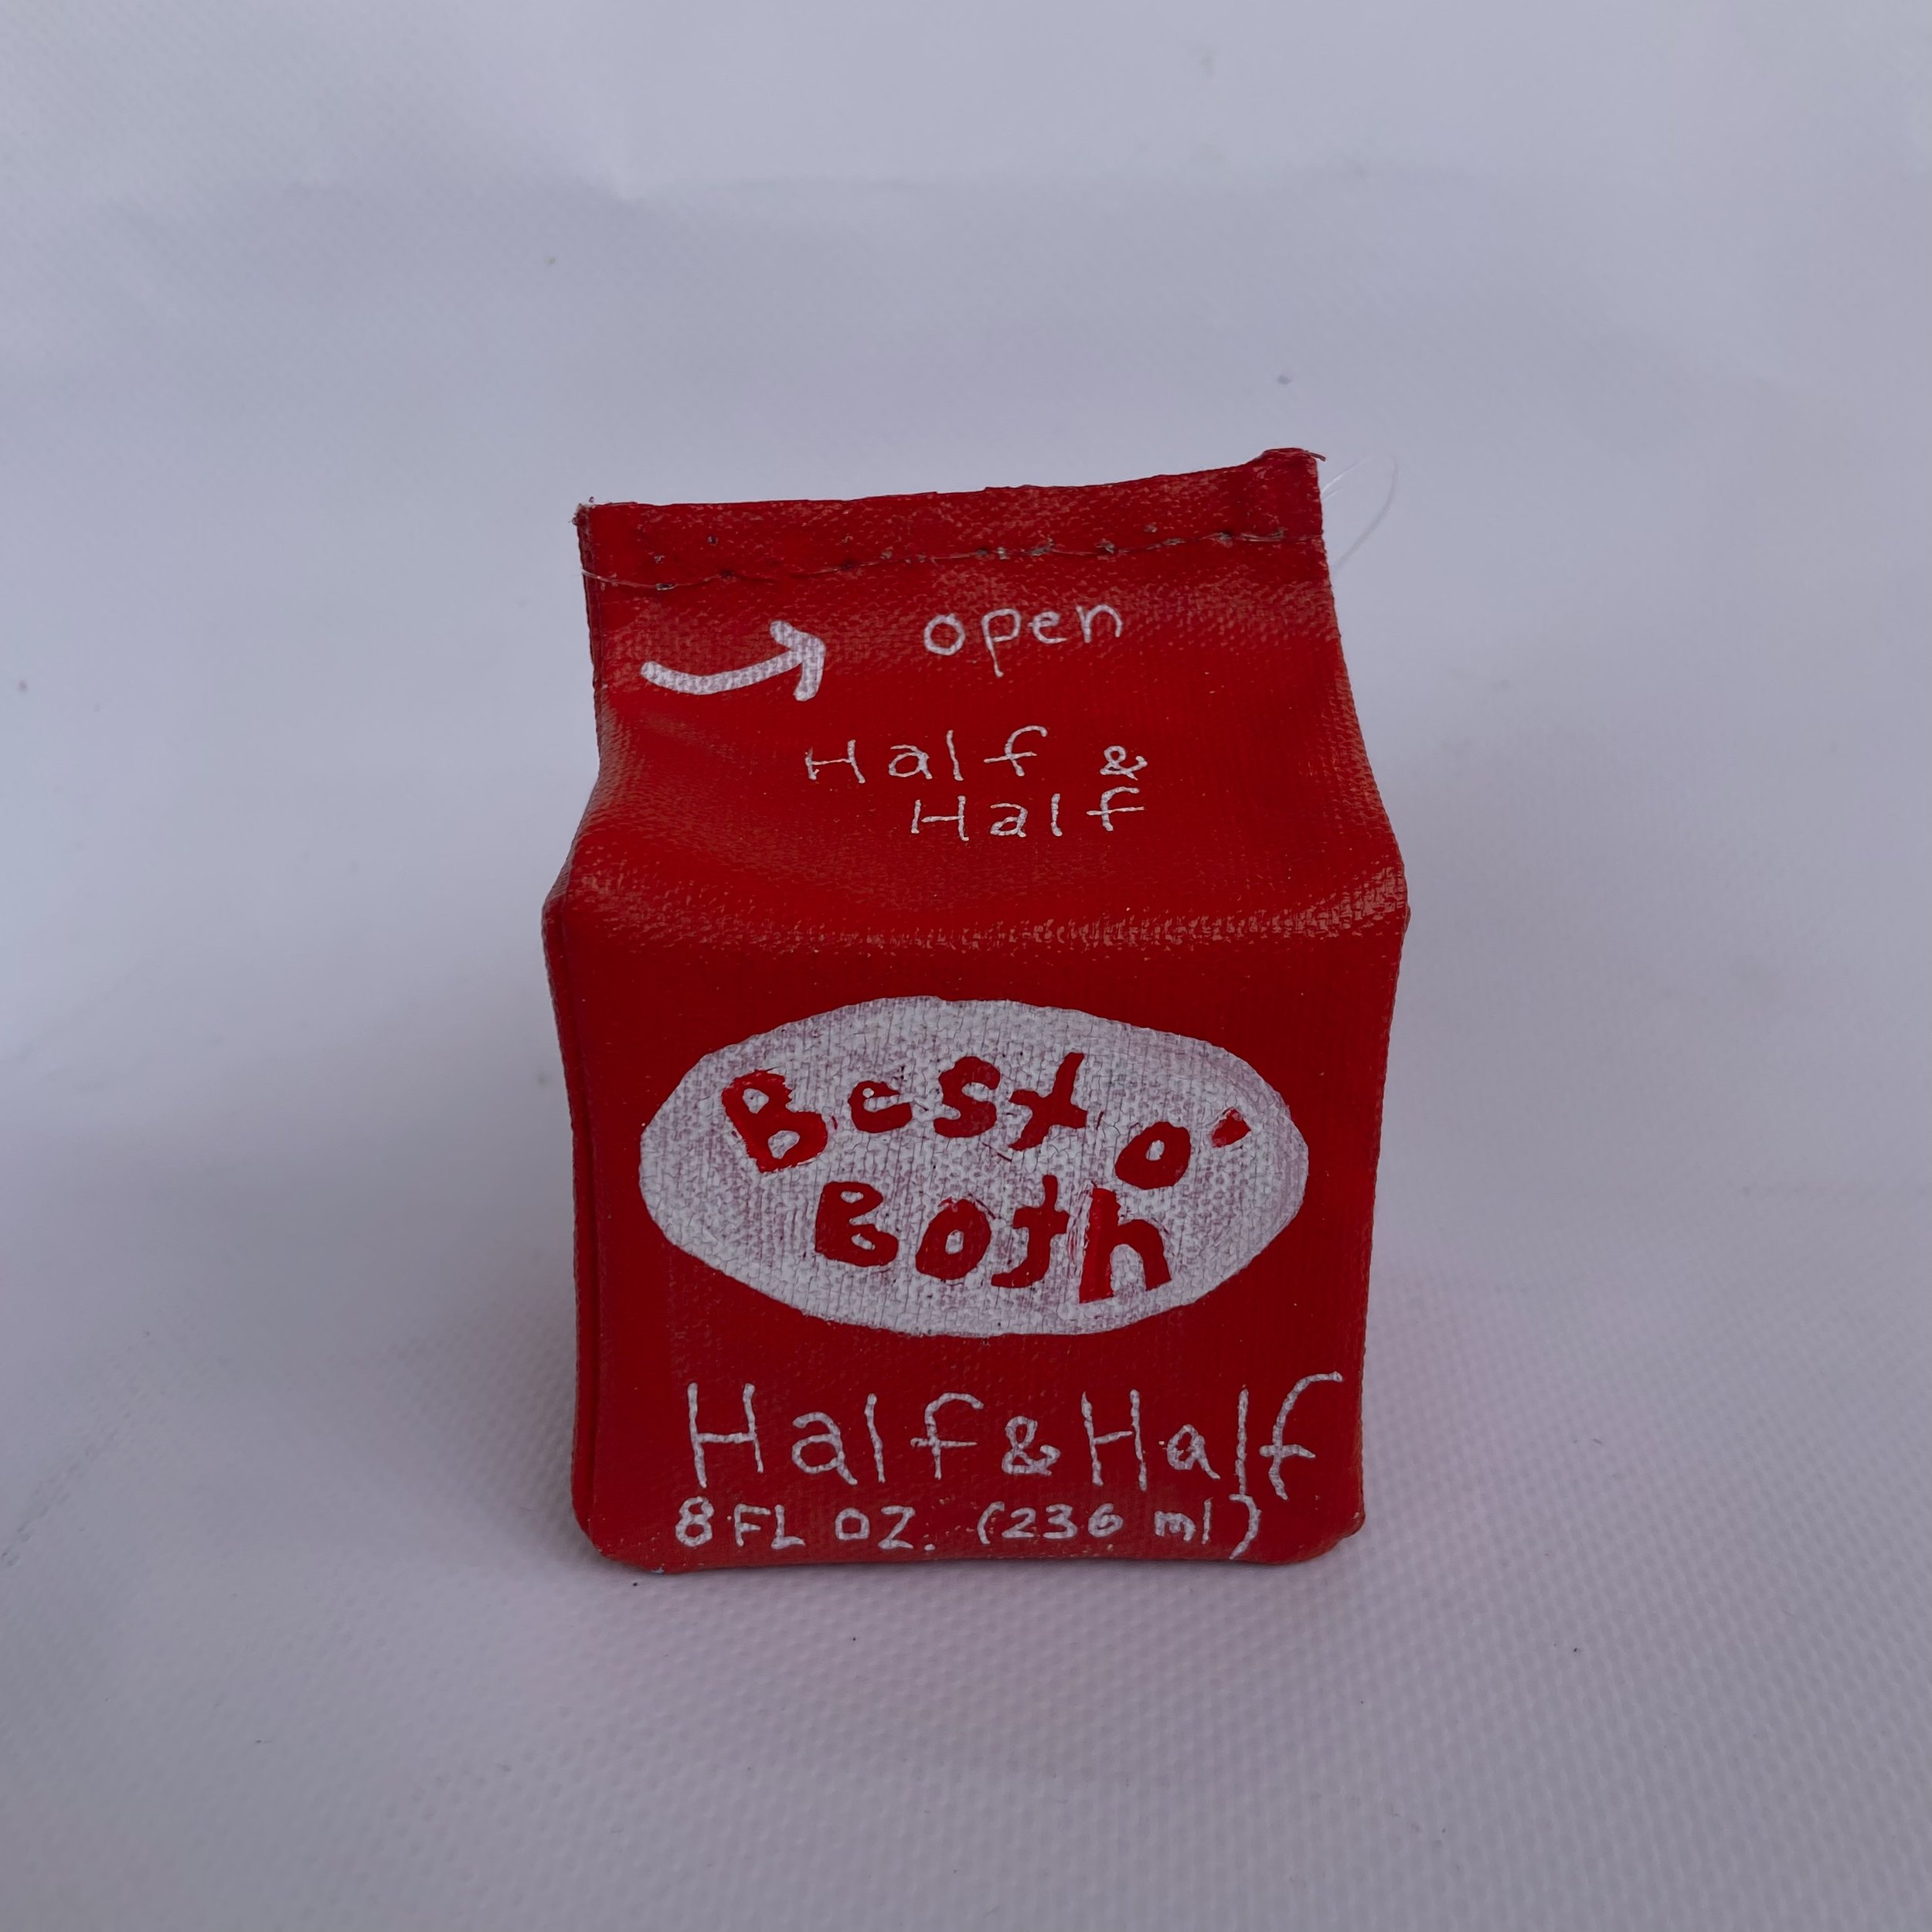 open
Half &
Half
Best o'
Both
Half & Half
8 FL OZ. (236 ml)